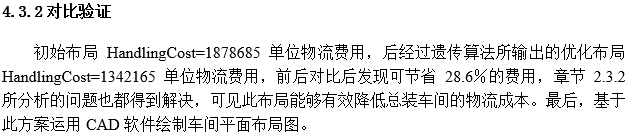 4.3.2对比验证
初始布局 HandlingCost=1878685 单位物流费用，后经过遗传算法所输出的优化布局
HandlingCost=1342165 单位物流费用，前后对比后发现可节省 28.6%的费用，章节 2.3.2
所分析的问题也都得到解决，可见此布局能够有效降低总装车间的物流成本。最后，基于
此方案运用 CAD 软件绘制车间平面布局图。